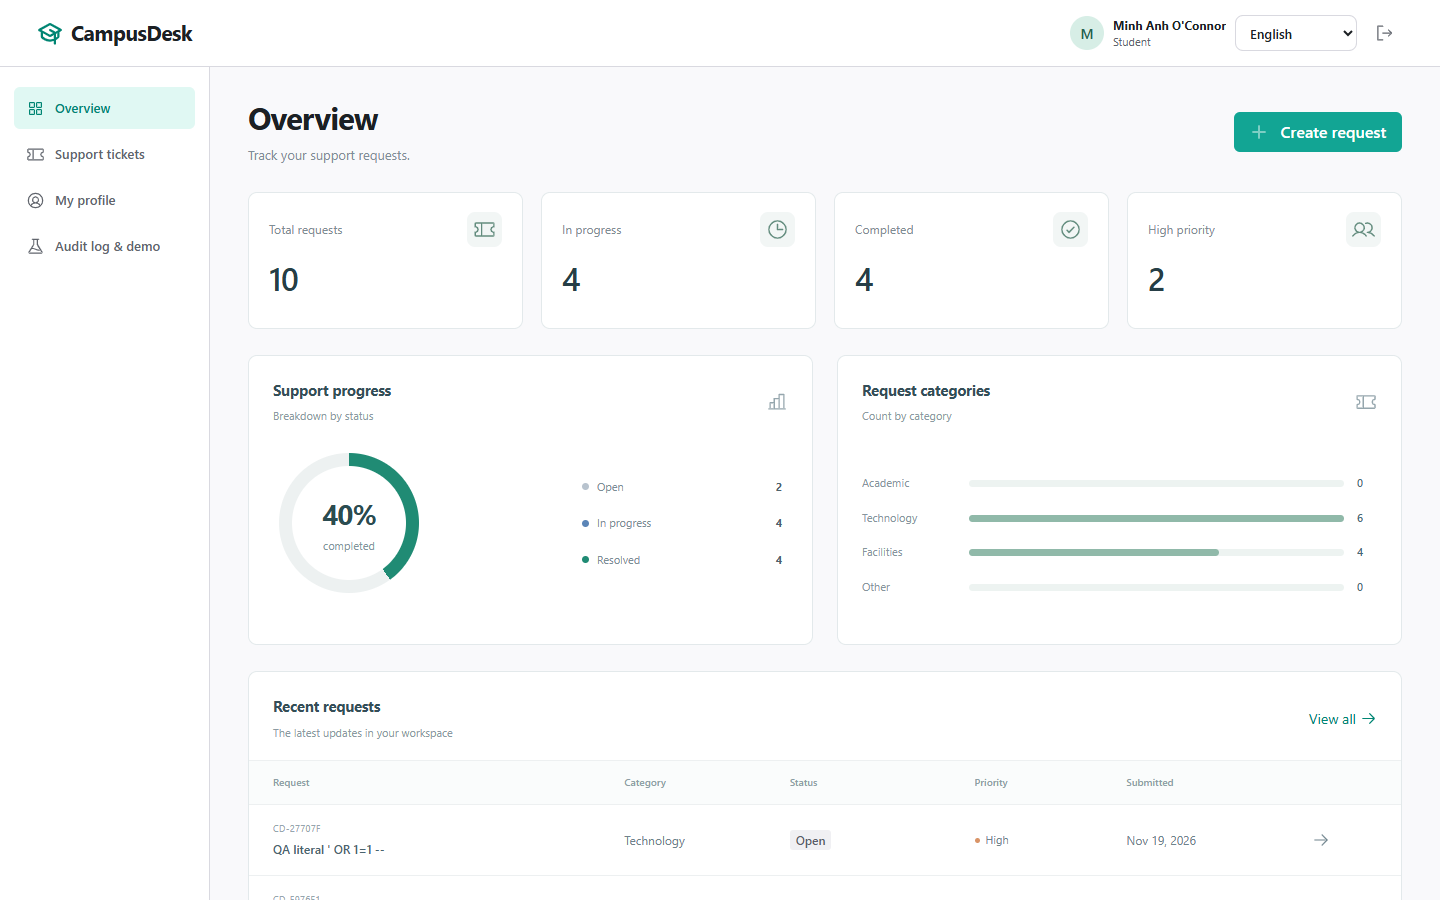 CampusDesk
M
Minh Anh O'Connor
Student
English
Overview
Support tickets
My profile
Audit log & demo
Overview
Track your support requests.
Create request
Total requests
10
In progress
4
Completed
4
High priority
2
Support progress
Breakdown by status
40%
completed
Open 2
In progress 4
Resolved 4
Request categories
Count by category
Academic 0
Technology 6
Facilities 4
Other 0
Recent requests
The latest updates in your workspace
View all
Request Category Status Priority Submitted
CD-27707F
QA literal ' OR 1=1 --
Technology Open High Nov 19, 2026